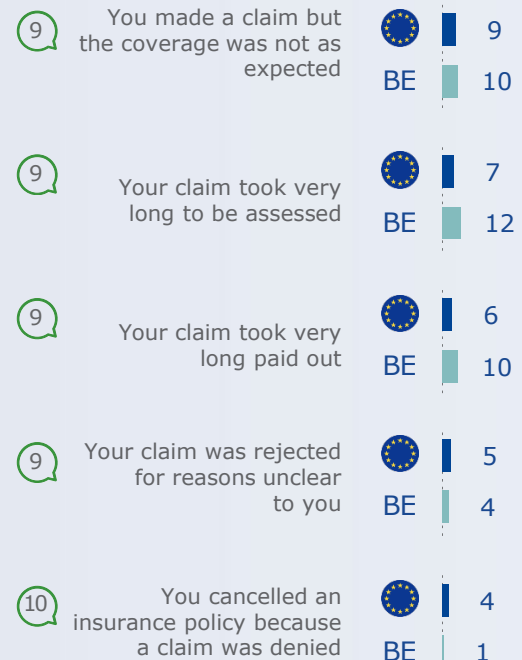 9
You made a claim but
the coverage was not as
expected
9
BE 10
9
Your claim took very
long to be assessed
7
BE 12
9
Your claim took very
long paid out
6
BE 10
9
Your claim was rejected
for reasons unclear
to you
5
BE 4
10
You cancelled an
insurance policy because
a claim was denied
4
BE 1